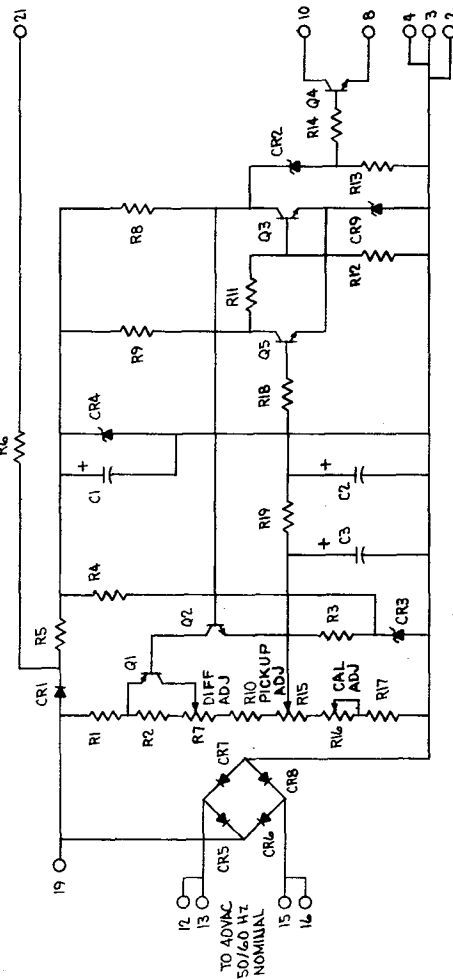 21
R6
10
8
4
3
2
Q4
R14
CR2
R13
R8
Q3
CR9
R11
R12
R9
Q5
R18
CR4
+
C1
R19
+
C2
+
C3
R4
R5
Q2
R3
CR3
CR1
Q1
R1
R2
R7
DIFF
ADJ
R10
PICKUP
ADJ
R15
CAL
ADJ
R16
R17
CR7
CR8
CR5
CR6
19
12
13
15
16
TO 40VAC
50/60 Hz
NOMINAL